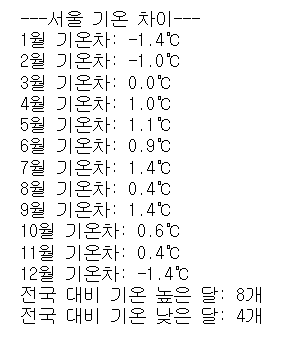 ---서울 기온 차이---
1월 기온차: -1.4℃
2월 기온차: -1.0℃
3월 기온차: 0.0℃
4월 기온차: 1.0℃
5월 기온차: 1.1℃
6월 기온차: 0.9℃
7월 기온차: 1.4℃
8월 기온차: 0.4℃
9월 기온차: 1.4℃
10월 기온차: 0.6℃
11월 기온차: 0.4℃
12월 기온차: -1.4℃
전국 대비 기온 높은 달: 8개
전국 대비 기온 낮은 달: 4개